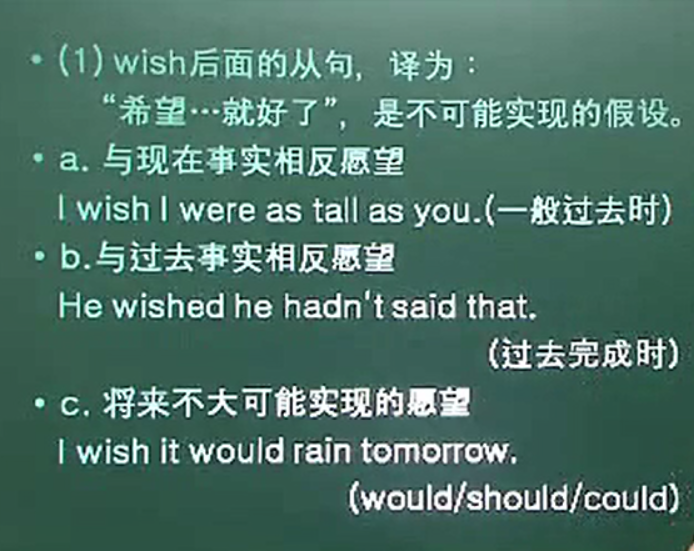 • (1) wish后面的从句，译为：
“希望…就好了”，是不可能实现的假设。
• a. 与现在事实相反愿望
I wish I were as tall as you.(一般过去时)
• b.与过去事实相反愿望
He wished he hadn't said that.
(过去完成时)
• c. 将来不大可能实现的愿望
I wish it would rain tomorrow.
(would/should/could)